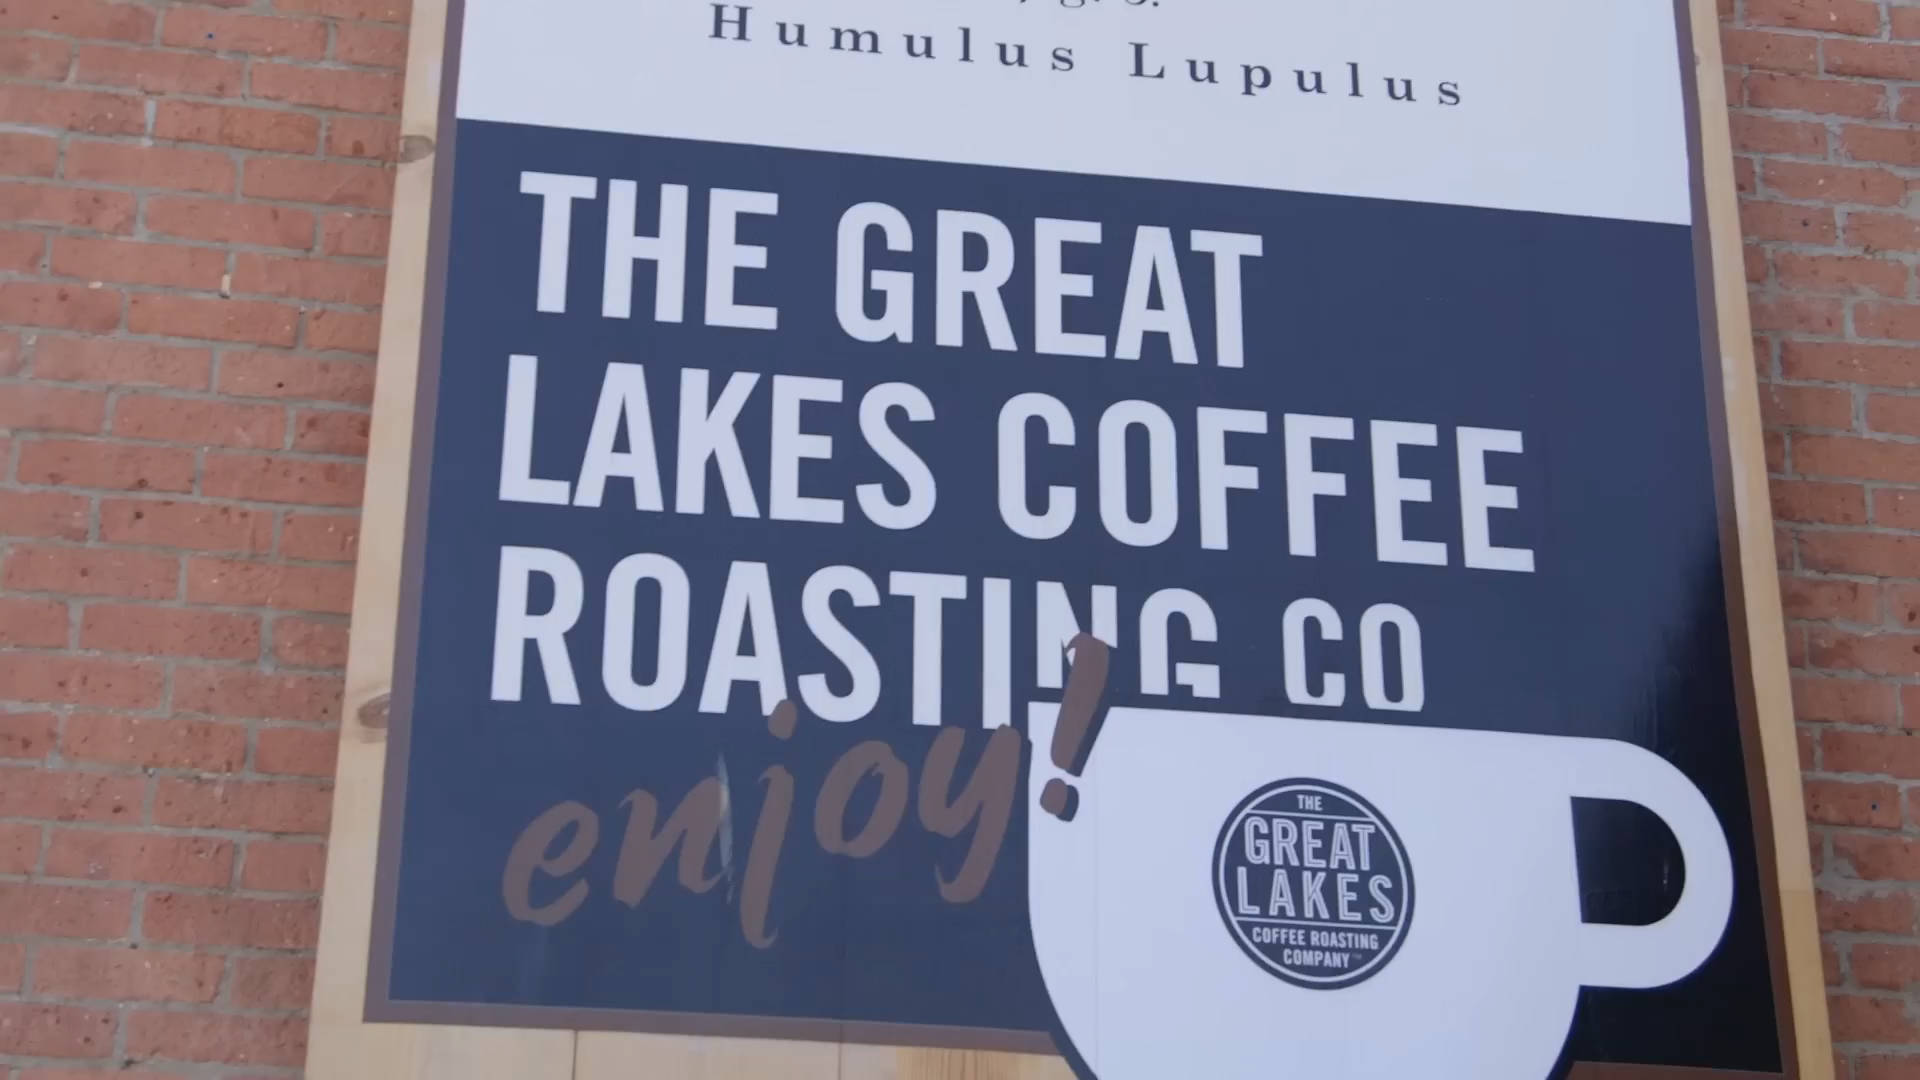 Humulus Lupulus
THE GREAT
LAKES COFFEE
ROASTING CO
enjoy!
THE
GREAT
LAKES
COFFEE ROASTING
COMPANY